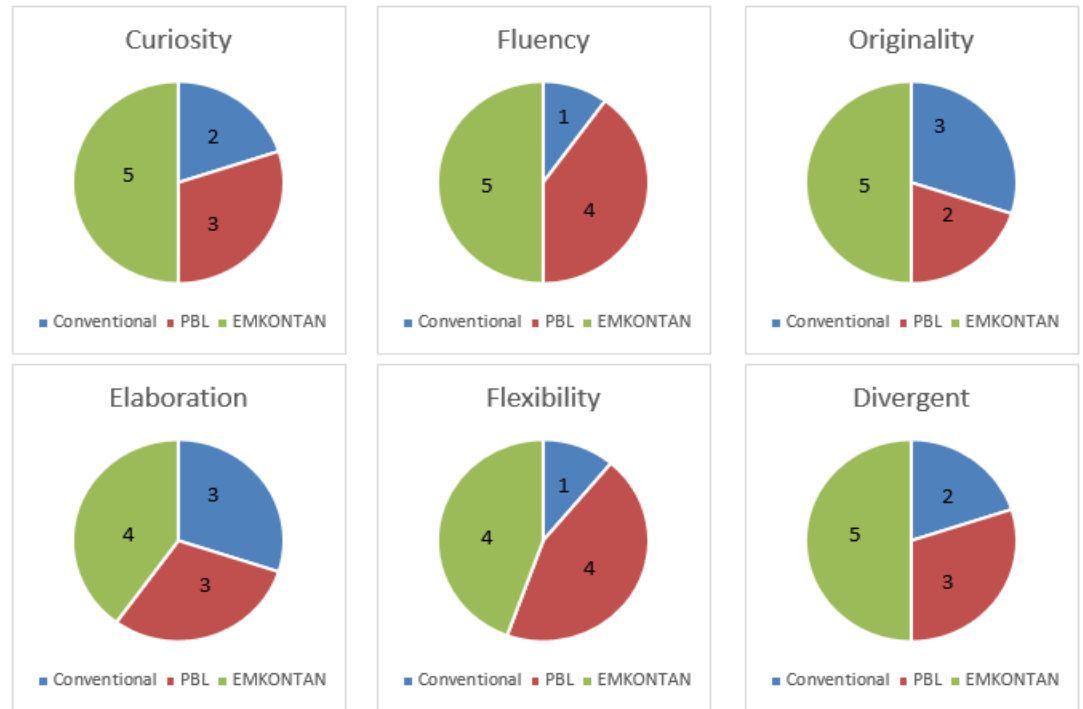 Curiosity
2
5
3
Conventional PBL EMKONTAN
Fluency
1
5
4
Conventional PBL EMKONTAN
Originality
3
5
2
Conventional PBL EMKONTAN
Elaboration
3
4
3
Conventional PBL EMKONTAN
Flexibility
1
4
4
Conventional PBL EMKONTAN
Divergent
2
5
3
Conventional PBL EMKONTAN